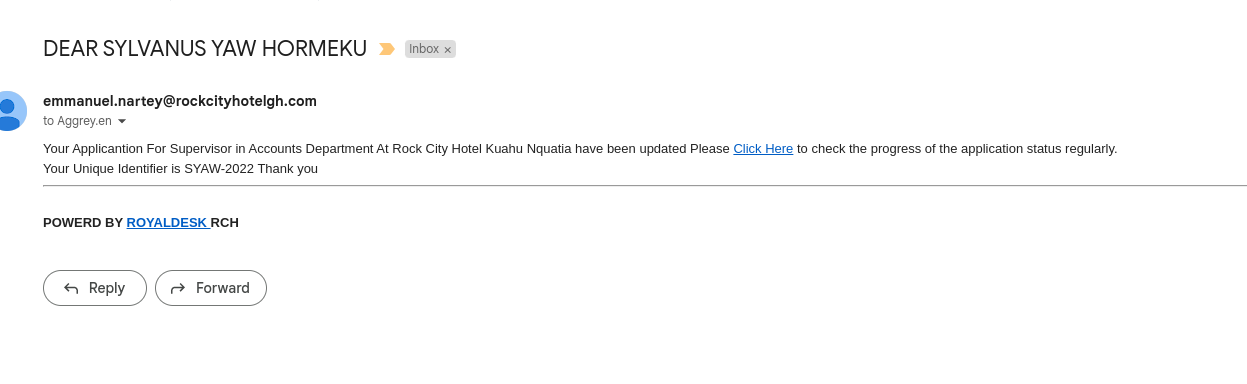 DEAR SYLVANUS YAW HORMEKU Inbox ×
emmanuel.nartey@rockcityhotelgh.com
to Aggrey.en
Your Applicantion For Supervisor in Accounts Department At Rock City Hotel Kuahu Nquatia have been updated Please Click Here to check the progress of the application status regularly.
Your Unique Identifier is SYAW-2022 Thank you
POWERD BY ROYALDESK RCH
Reply Forward